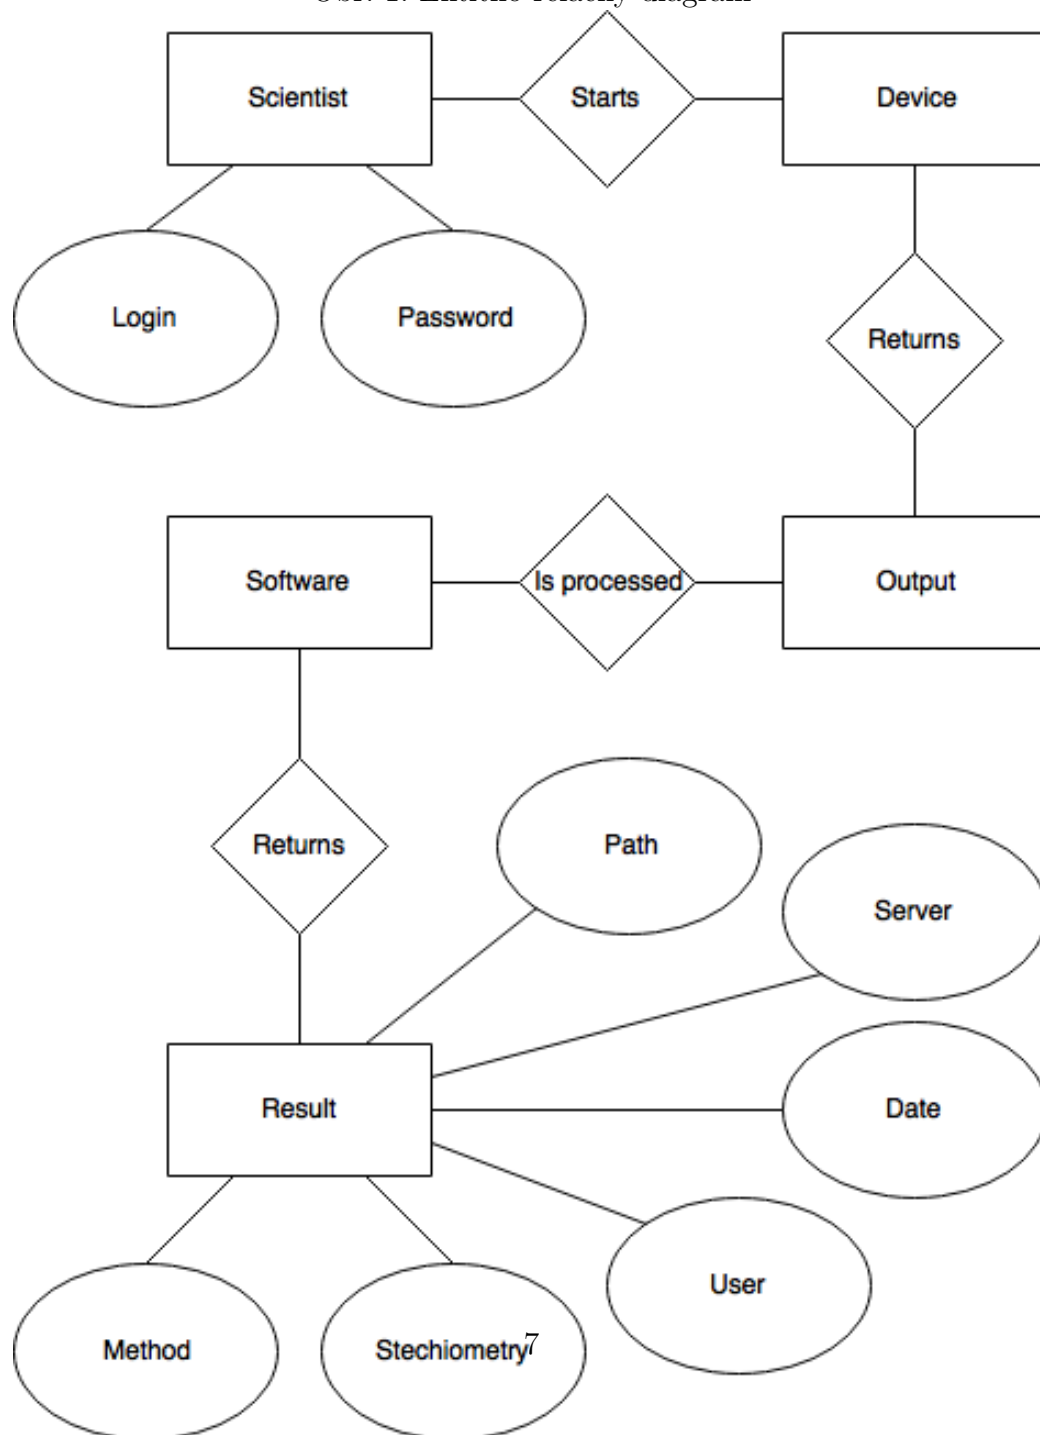 Scientist
Starts
Device
Login
Password
Returns
Software
Is processed
Output
Returns
Path
Server
Result
Date
User
Method
Stechiometry
7